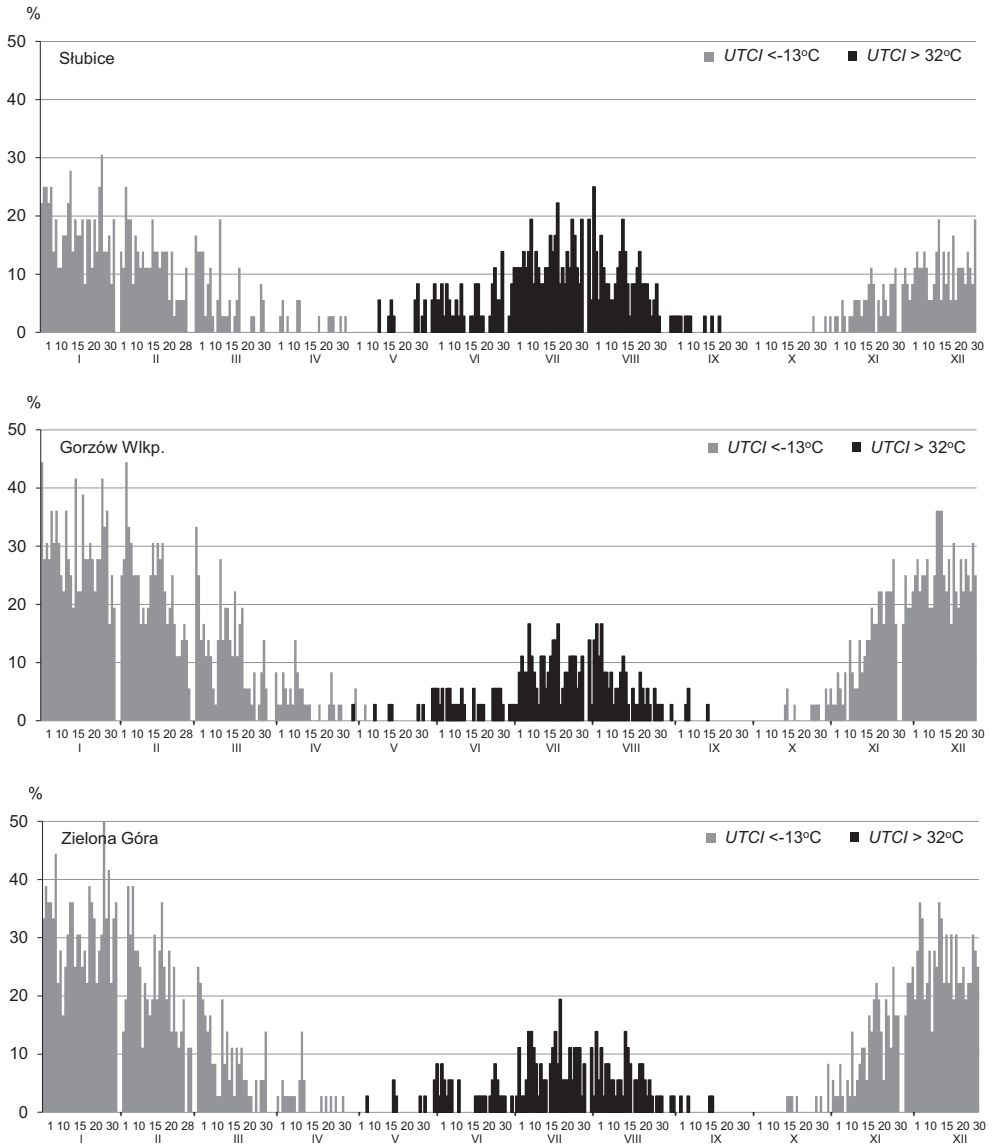 %
50
Słubice
UTCI <-13°C
UTCI > 32°C
40
30
20
10
0
1 10 15 20 30 1 10 15 20 28 1 10 15 20 30 1 10 15 20 30 1 10 15 20 30 1 10 15 20 30 1 10 15 20 30 1 10 15 20 30 1 10 15 20 30 1 10 15 20 30 1 10 15 20 30 1 10 15 20 30
I II III IV V VI VII VIII IX X XI XII
%
50
Gorzów Wlkp.
UTCI <-13°C
UTCI > 32°C
40
30
20
10
0
1 10 15 20 30 1 10 15 20 28 1 10 15 20 30 1 10 15 20 30 1 10 15 20 30 1 10 15 20 30 1 10 15 20 30 1 10 15 20 30 1 10 15 20 30 1 10 15 20 30 1 10 15 20 30 1 10 15 20 30
I II III IV V VI VII VIII IX X XI XII
%
50
Zielona Góra
UTCI <-13°C
UTCI > 32°C
40
30
20
10
0
1 10 15 20 30 1 10 15 20 28 1 10 15 20 30 1 10 15 20 30 1 10 15 20 30 1 10 15 20 30 1 10 15 20 30 1 10 15 20 30 1 10 15 20 30 1 10 15 20 30 1 10 15 20 30 1 10 15 20 30
I II III IV V VI VII VIII IX X XI XII